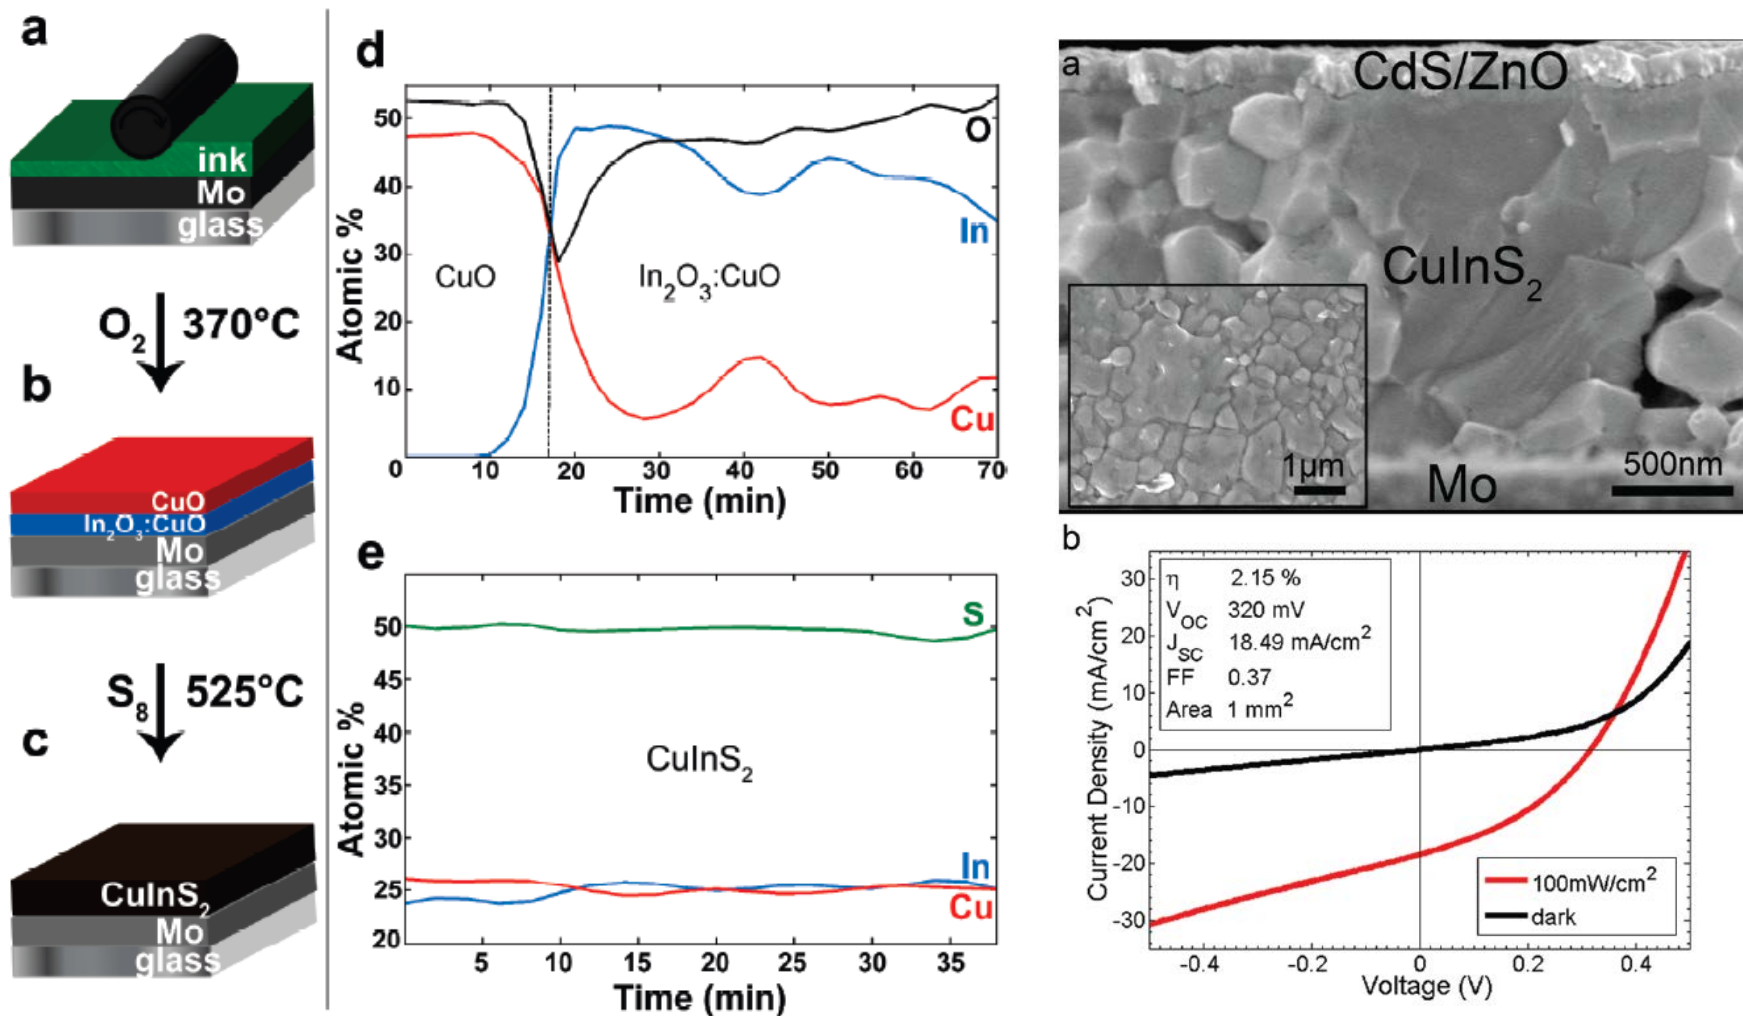 a
ink
Mo
glass
O2 370°C
b
CuO
In2O3:CuO
Mo
glass
S8 525°C
c
CuInS2
Mo
glass
d
Atomic %
50
40
30
20
10
0 10 20 30 40 50 60 70
Time (min)
O
In
Cu
CuO
In2O3:CuO
e
Atomic %
55
50
45
40
35
30
25
20
5 10 15 20 25 30 35
Time (min)
S
CuInS2
In
Cu
a
CdS/ZnO
CuInS2
1μm
Mo
500nm
b
Current Density (mA/cm2)
30
20
10
0
-10
-20
-30
η 2.15 %
VOC 320 mV
JSC 18.49 mA/cm2
FF 0.37
Area 1 mm2
100mW/cm2
dark
-0.4 -0.2 0 0.2 0.4
Voltage (V)